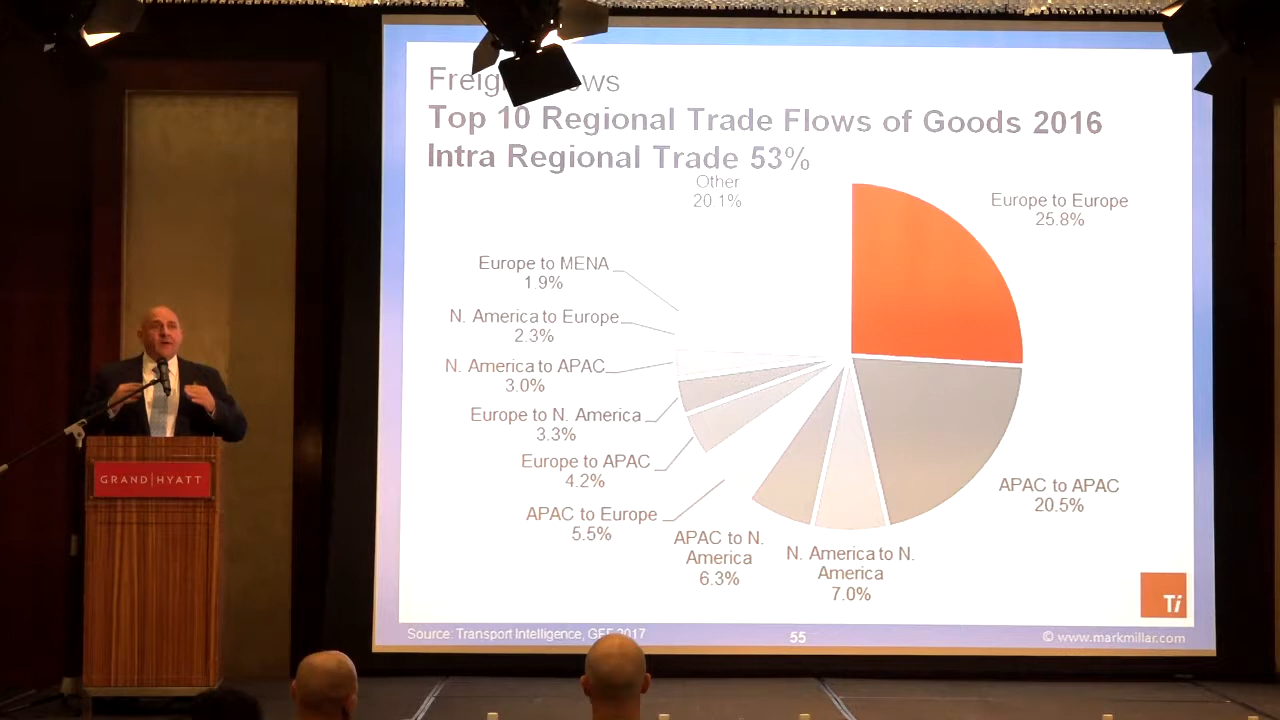 Top 10 Regional Trade Flows of Goods 2016
Intra Regional Trade 53%
Other
20.1%
Europe to Europe
25.8%
Europe to MENA
1.9%
N. America to Europe
2.3%
N. America to APAC
3.0%
Europe to N. America
3.3%
Europe to APAC
4.2%
APAC to Europe
5.5%
APAC to N.
America
6.3%
N. America to N.
America
7.0%
APAC to APAC
20.5%
Ti
Source: Transport Intelligence, 2017
55
© www.markmillar.com
GRAND|HYATT